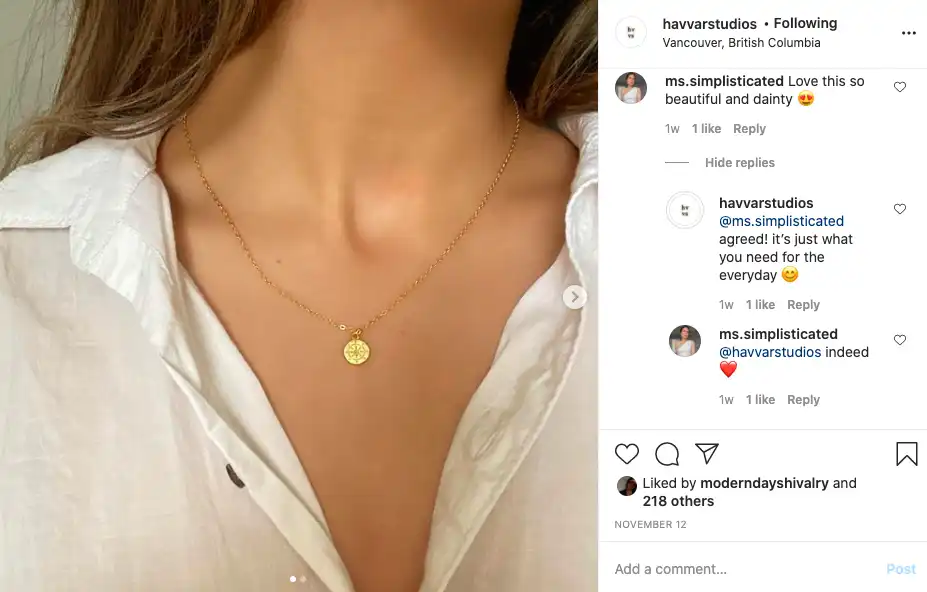 havvarstudios • Following
Vancouver, British Columbia
ms.simplisticated Love this so
beautiful and dainty 😍
1w 1 like Reply
Hide replies
havvarstudios
@ms.simplisticated
agreed! it's just what
you need for the
everyday 😊
1w 1 like Reply
ms.simplisticated
@havvarstudios indeed
❤️
1w 1 like Reply
Liked by moderndayshivalry and
218 others
NOVEMBER 12
Add a comment...
Post